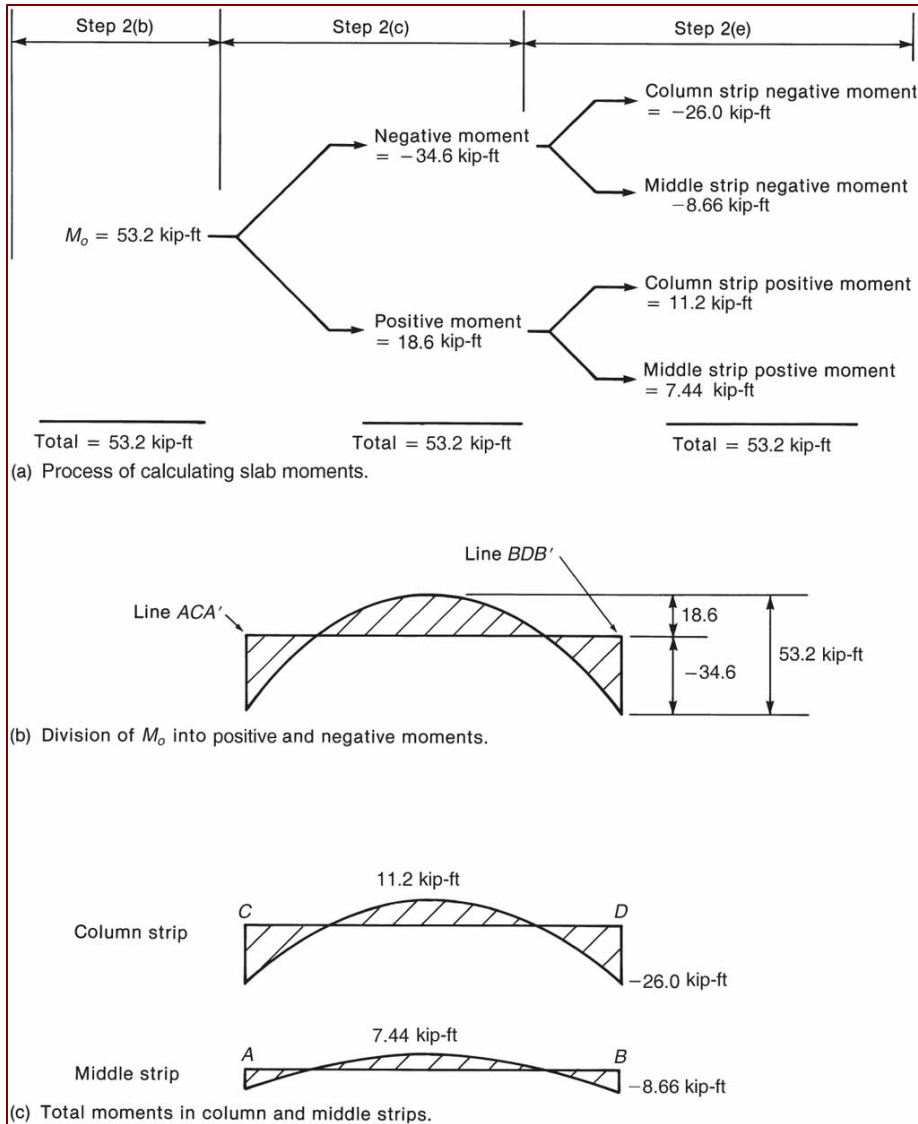 Step 2(b)
Step 2(c)
Step 2(e)
Column strip negative moment
= −26.0 kip-ft
Negative moment
= −34.6 kip-ft
Middle strip negative moment
−8.66 kip-ft
Mo = 53.2 kip-ft
Column strip positive moment
= 11.2 kip-ft
Positive moment
= 18.6 kip-ft
Middle strip postive moment
= 7.44 kip-ft
Total = 53.2 kip-ft
Total = 53.2 kip-ft
Total = 53.2 kip-ft
(a) Process of calculating slab moments.
Line BDB′
Line ACA′
18.6
53.2 kip-ft
−34.6
(b) Division of Mo into positive and negative moments.
11.2 kip-ft
C
D
Column strip
−26.0 kip-ft
7.44 kip-ft
A
B
Middle strip
−8.66 kip-ft
(c) Total moments in column and middle strips.